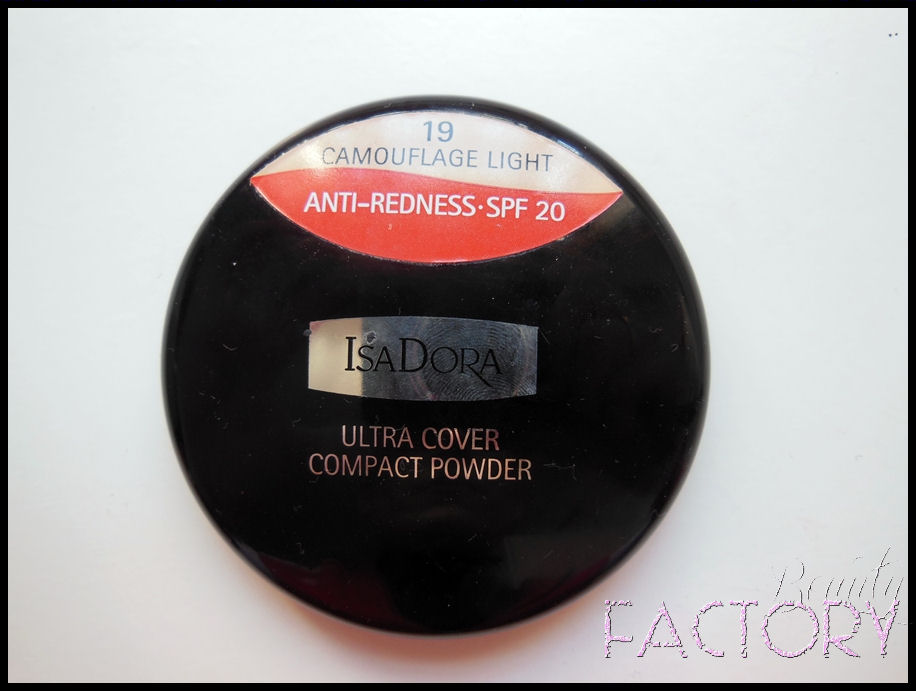 19
CAMOUFLAGE LIGHT
ANTI-REDNESS·SPF 20
ISADORA
ULTRA COVER
COMPACT POWDER
Beauty
FACTORY